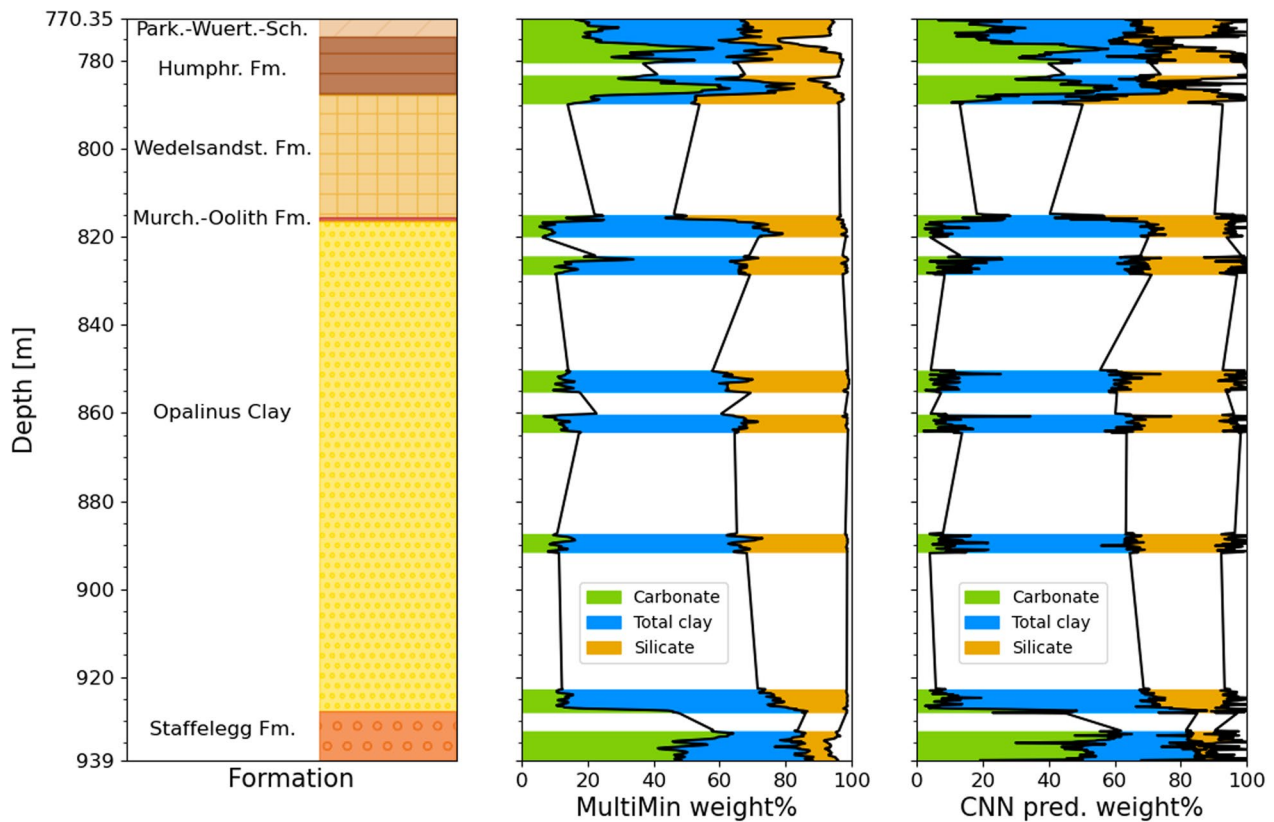 770.35
780
800
820
840
860
880
900
920
939
Depth [m]
Park.-Wuert.-Sch.
Humphr. Fm.
Wedelsandst. Fm.
Murch.-Oolith Fm.
Opalinus Clay
Staffelegg Fm.
Formation
Carbonate
Total clay
Silicate
0 20 40 60 80 100
MultiMin weight%
Carbonate
Total clay
Silicate
0 20 40 60 80 100
CNN pred. weight%